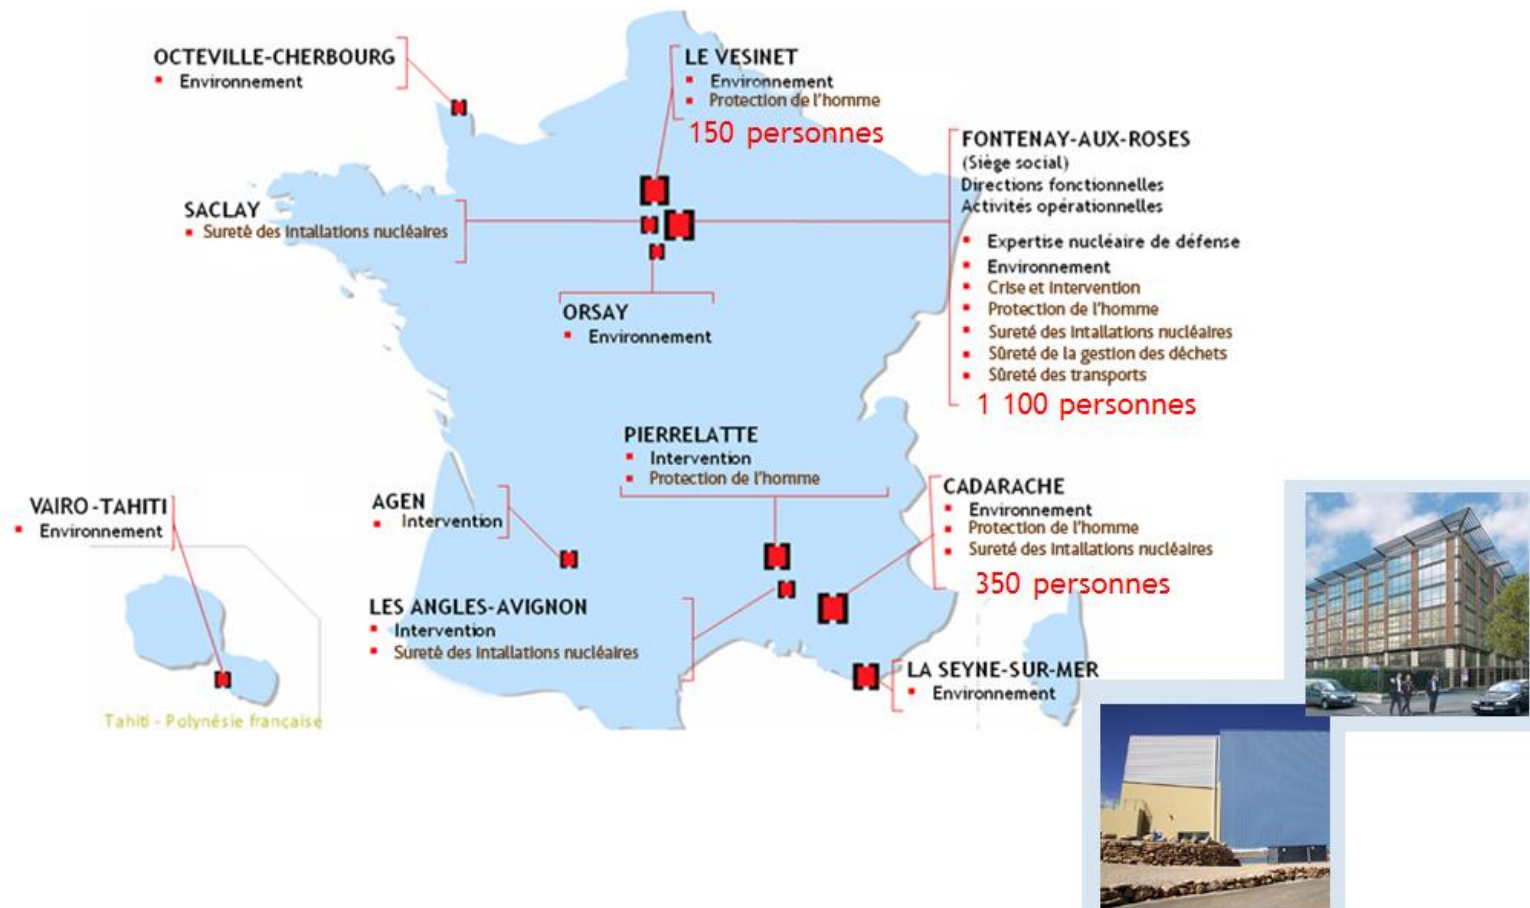 OCTEVILLE-CHERBOURG
Environnement
LE VESINET
Environnement
Protection de l'homme
150 personnes
FONTENAY-AUX-ROSES
(Siège social)
Directions fonctionnelles
Activités opérationnelles
Expertise nucléaire de défense
Environnement
Crise et intervention
Protection de l'homme
Sureté des intallations nucléaires
Sûreté de la gestion des déchets
Sûreté des transports
1 100 personnes
SACLAY
Sureté des intallations nucléaires
ORSAY
Environnement
PIERRELATTE
Intervention
Protection de l'homme
CADARACHE
Environnement
Protection de l'homme
Sureté des intallations nucléaires
350 personnes
VAIRO-TAHITI
Environnement
AGEN
Intervention
LES ANGLES-AVIGNON
Intervention
Sureté des intallations nucléaires
LA SEYNE-SUR-MER
Environnement
Tahiti - Polynésie française